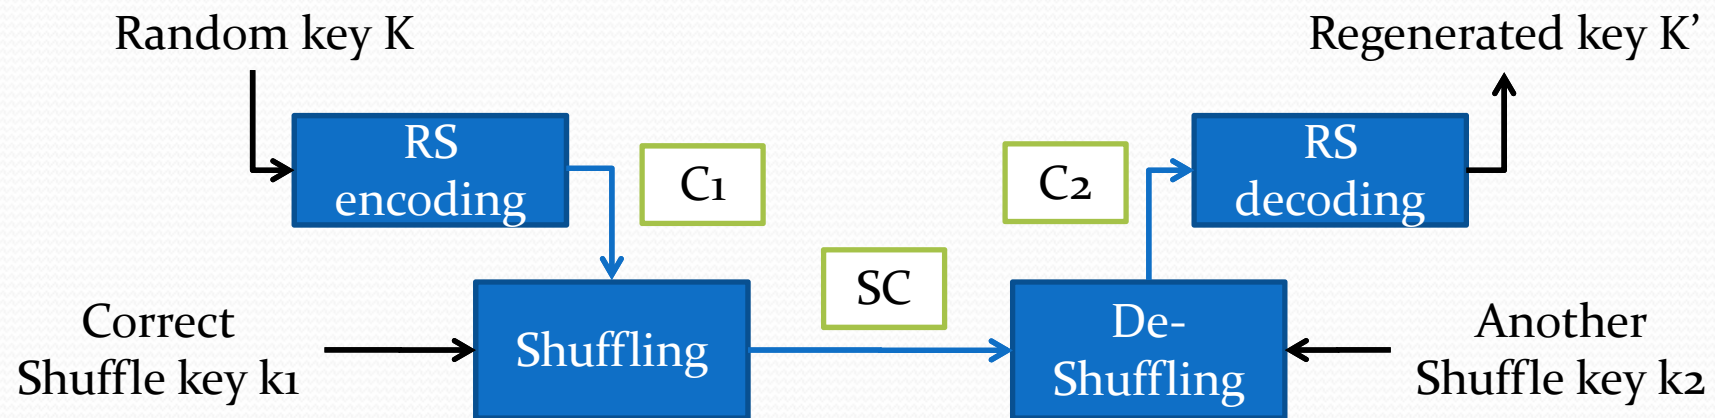 Random key K
Regenerated key K’
RS
encoding
C1
C2
RS
decoding
Correct
Shuffle key k1
Shuffling
SC
De-
Shuffling
Another
Shuffle key k2